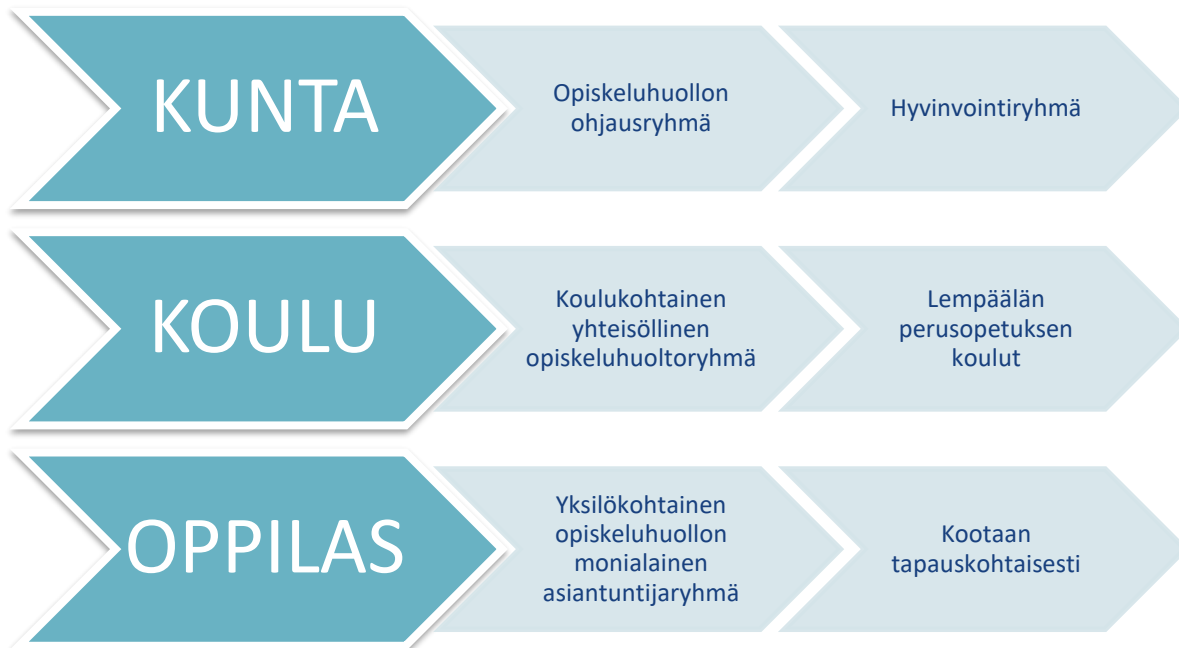 KUNTA
Opiskeluhuollon
ohjausryhmä
Hyvinvointiryhmä
KOULU
Koulukohtainen
yhteisöllinen
opiskeluhuoltoryhmä
Lempäälän
perusopetuksen
koulut
OPPILAS
Yksilökohtainen
opiskeluhuollon
monialainen
asiantuntijaryhmä
Kootaan
tapauskohtaisesti